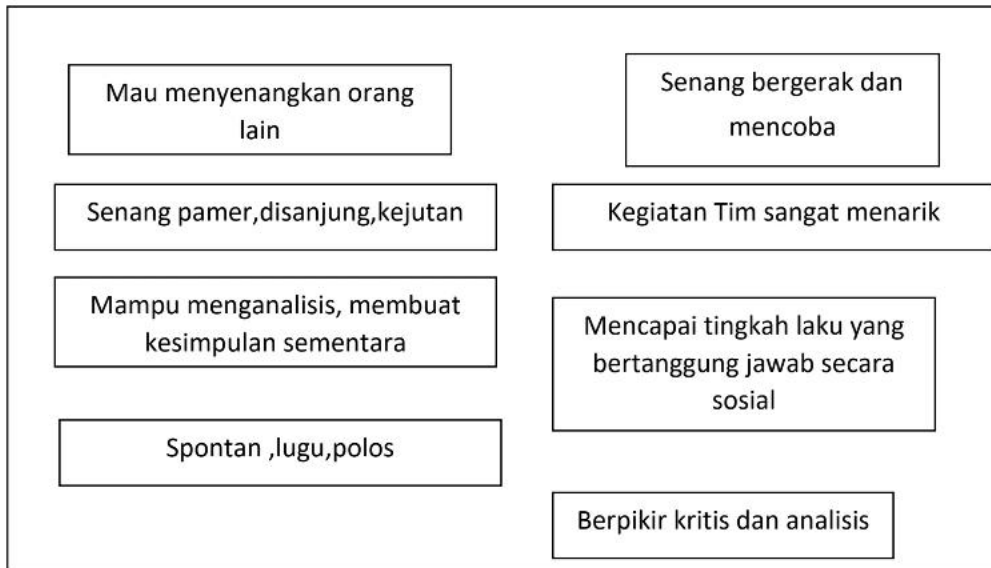 Mau menyenangkan orang
lain
Senang bergerak dan
mencoba
Senang pamer,disanjung,kejutan
Kegiatan Tim sangat menarik
Mampu menganalisis, membuat
kesimpulan sementara
Mencapai tingkah laku yang
bertanggung jawab secara
sosial
Spontan ,lugu,polos
Berpikir kritis dan analisis